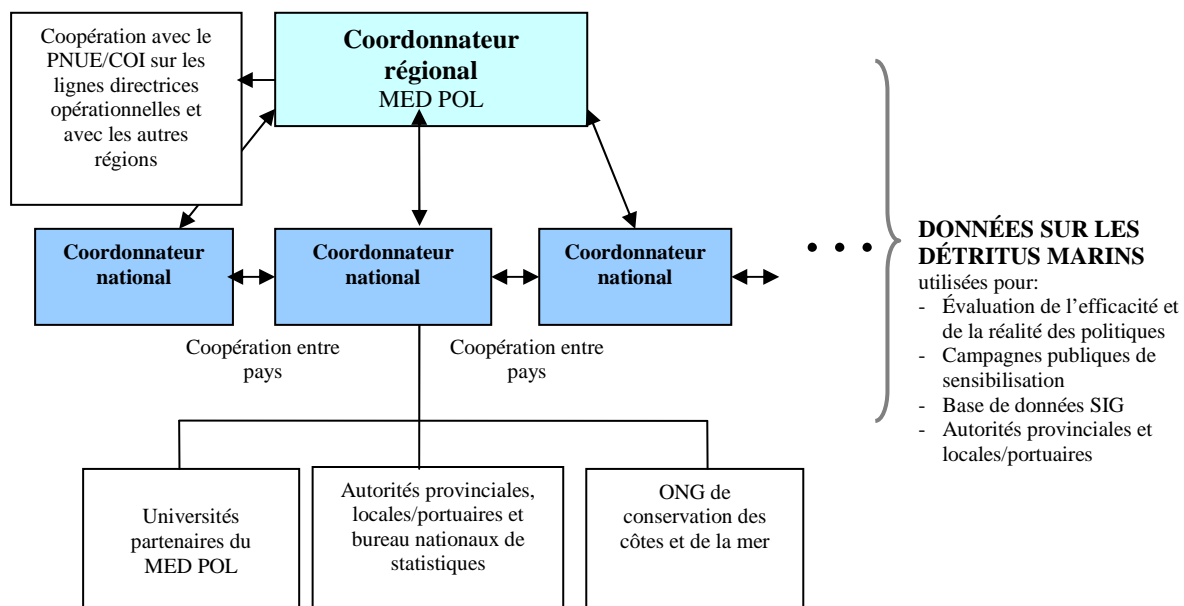 Coopération avec le
PNUE/COI sur les
lignes directrices
opérationnelles et
avec les autres
régions
Coordonnateur
régional
MED POL
Coordonnateur
national
Coordonnateur
national
Coordonnateur
national
Coopération entre
pays
Coopération entre
pays
Universités
partenaires du
MED POL
Autorités provinciales,
locales/portuaires et
bureau nationaux de
statistiques
ONG de
conservation des
côtes et de la mer
• • •
DONNÉES SUR LES
DÉTRITUS MARINS
utilisées pour:
- Évaluation de l’efficacité et
de la réalité des politiques
- Campagnes publiques de
sensibilisation
- Base de données SIG
- Autorités provinciales et
locales/portuaires